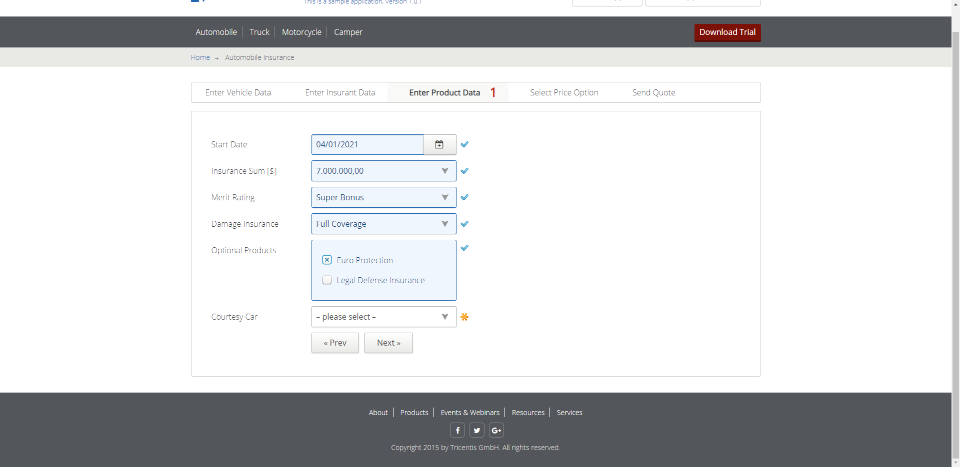 This is a sample application. Version 1.0.1
Automobile Truck Motorcycle Camper Download Trial
Home → Automobile Insurance
Enter Vehicle Data Enter Insurant Data Enter Product Data 1 Select Price Option Send Quote
Start Date 04/01/2021
Insurance Sum [$] 7.000.000,00
Merit Rating Super Bonus
Damage Insurance Full Coverage
Optional Products
Euro Protection
Legal Defense Insurance
Courtesy Car – please select –
« Prev Next »
About Products Events & Webinars Resources Services
f G+
Copyright 2015 by Tricentis GmbH. All rights reserved.